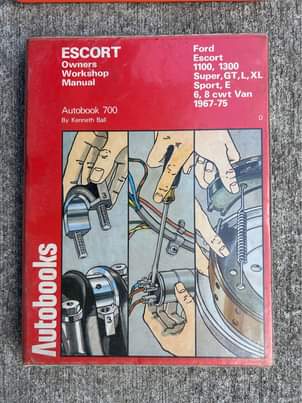 ESCORT
Owners
Workshop
Manual
Autobook 700
By Kenneth Ball
Ford
Escort
1100, 1300
Super, GT, L, XL
Sport, E
6, 8 cwt Van
1967-75
Autobooks
3